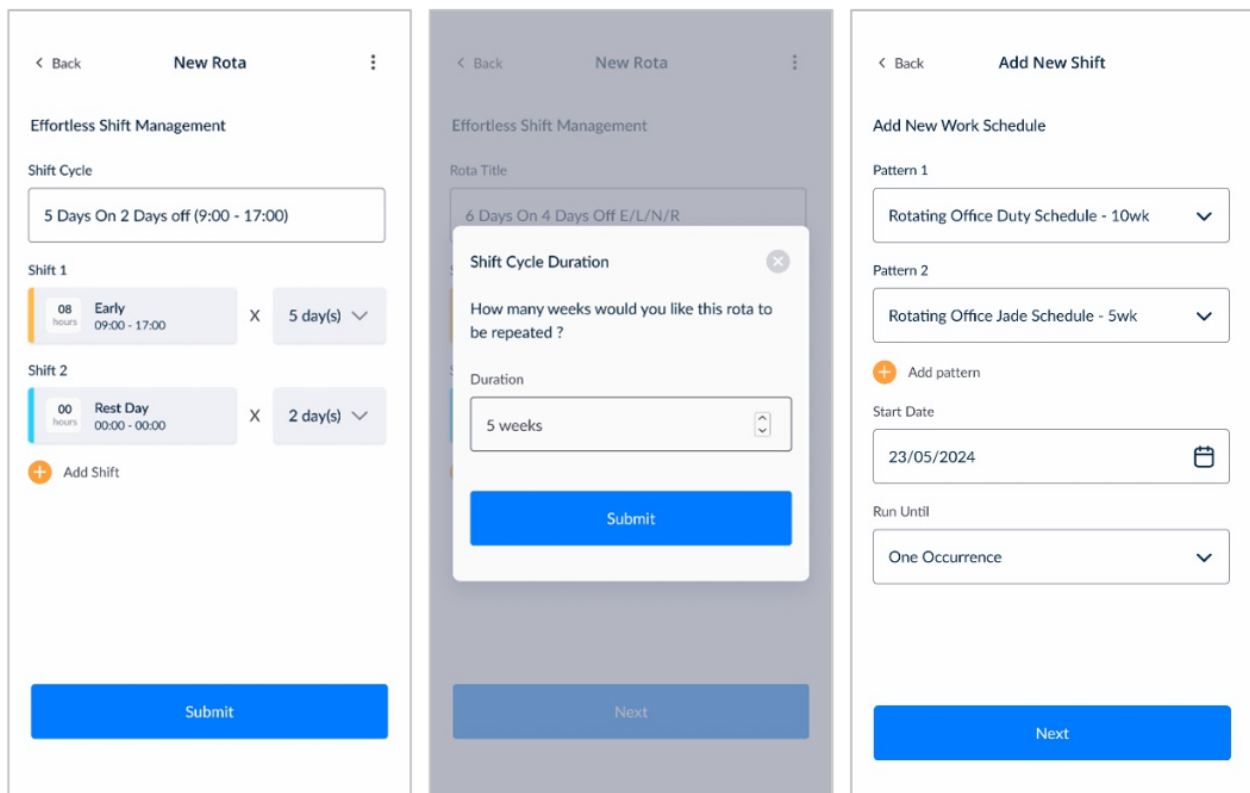 Back
New Rota
Effortless Shift Management
Shift Cycle
5 Days On 2 Days off (9:00 - 17:00)
Shift 1
08
hours
Early
09:00 - 17:00
X
5 day(s)
Shift 2
00
hours
Rest Day
00:00 - 00:00
X
2 day(s)
Add Shift
Submit
Back
New Rota
Effortless Shift Management
Rota Title
6 Days On 4 Days Off E/L/N/R
Shift Cycle Duration
How many weeks would you like this rota to
be repeated ?
Duration
5 weeks
Submit
Next
Back
Add New Shift
Add New Work Schedule
Pattern 1
Rotating Office Duty Schedule - 10wk
Pattern 2
Rotating Office Jade Schedule - 5wk
Add pattern
Start Date
23/05/2024
Run Until
One Occurrence
Next